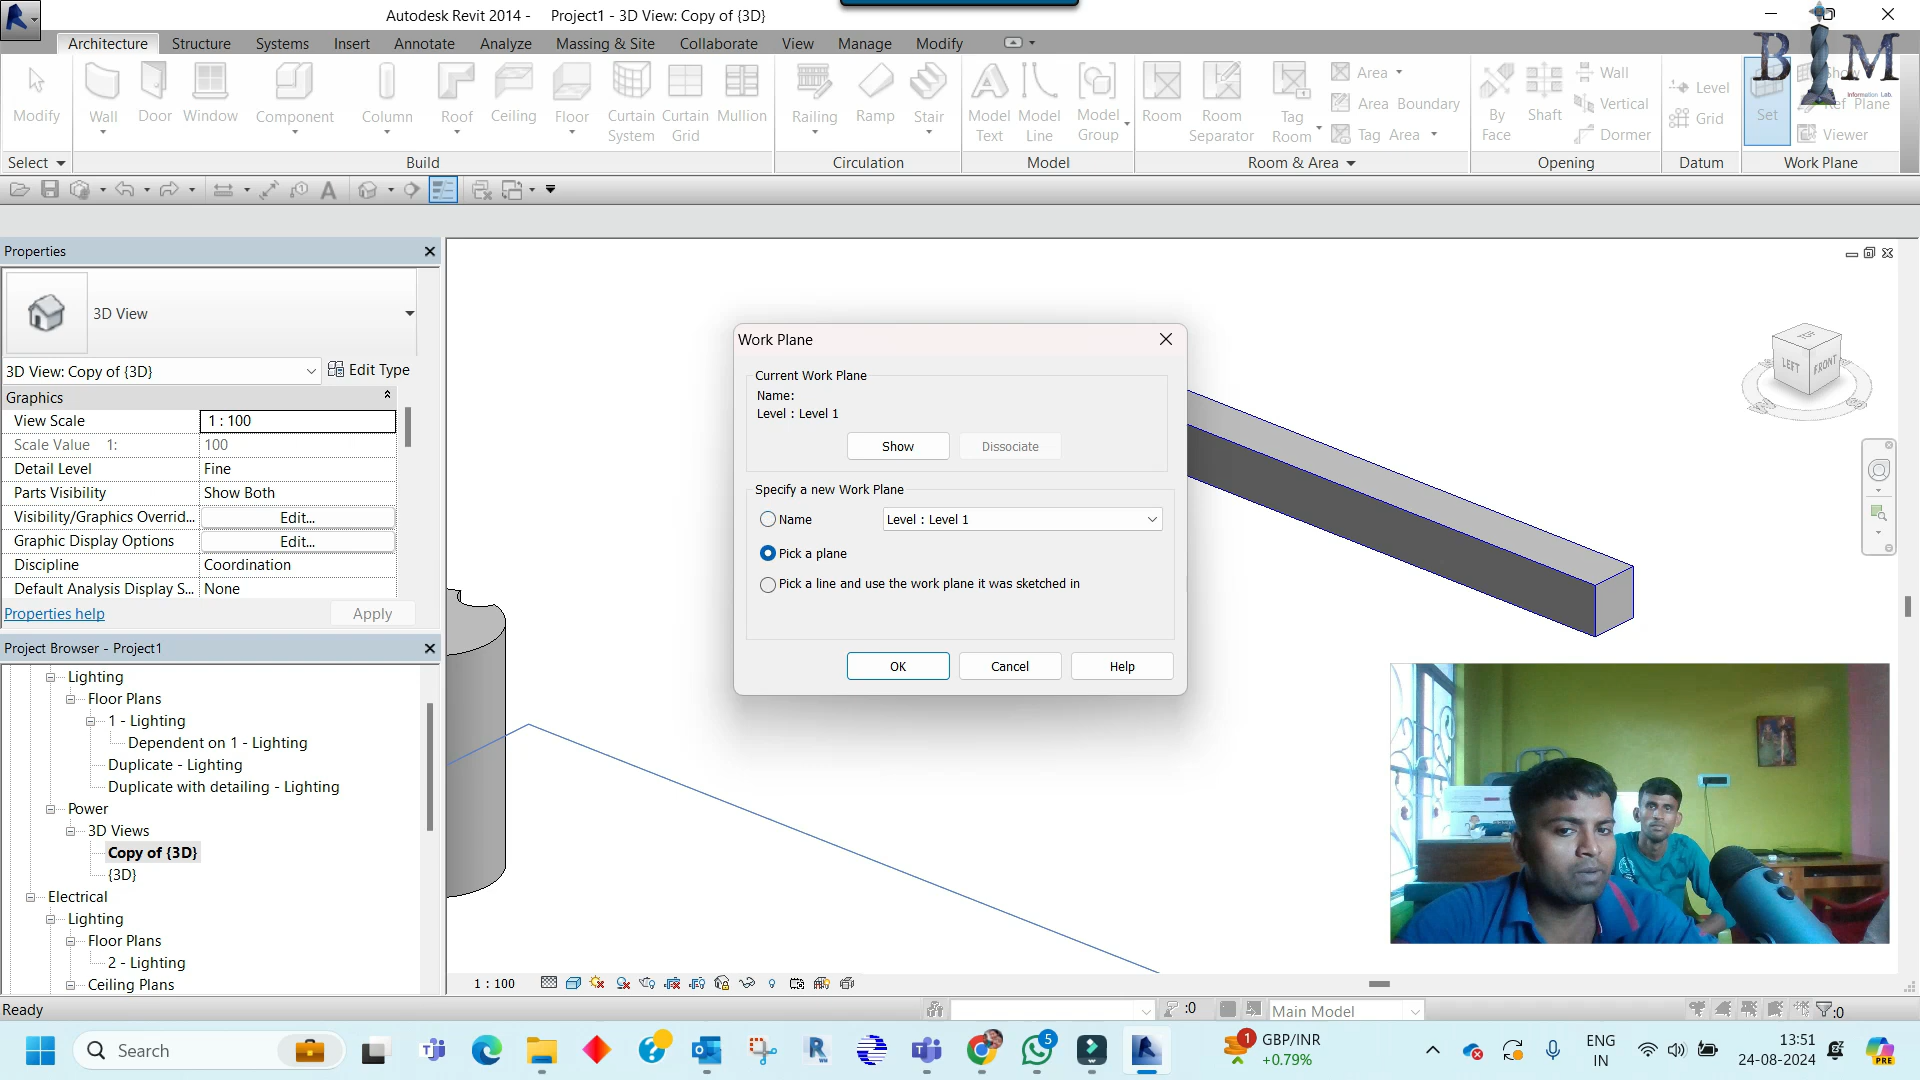 Autodesk Revit 2014 - Project1 - 3D View: Copy of {3D}
Architecture Structure Systems Insert Annotate Analyze Massing & Site Collaborate View Manage Modify
Modify Wall Door Window Component Column Roof Ceiling Floor Curtain System Curtain Grid Mullion
Railing Ramp Stair Model Text Model Line Model Group Room Room Separator Tag Room
Area
Area Boundary
Tag Area
By Face Shaft Wall
Vertical
Dormer
Level
Grid
Set Show
Ref Plane
Viewer
BIM
Information Lab.
Select Build Circulation Model Room & Area Opening Datum Work Plane
Properties
3D View
3D View: Copy of {3D} Edit Type
Graphics
View Scale 1 : 100
Scale Value 1: 100
Detail Level Fine
Parts Visibility Show Both
Visibility/Graphics Overrid... Edit...
Graphic Display Options Edit...
Discipline Coordination
Default Analysis Display S... None
Properties help Apply
Project Browser - Project1
Lighting
Floor Plans
1 - Lighting
Dependent on 1 - Lighting
Duplicate - Lighting
Duplicate with detailing - Lighting
Power
3D Views
Copy of {3D}
{3D}
Electrical
Lighting
Floor Plans
2 - Lighting
Ceiling Plans
Work Plane
Current Work Plane
Name:
Level : Level 1
Show Dissociate
Specify a new Work Plane
Name Level : Level 1
Pick a plane
Pick a line and use the work plane it was sketched in
OK Cancel Help
TOP
LEFT FRONT
1 : 100
Ready :0 Main Model :0
Search
5
1 GBP/INR
+0.79%
ENG
IN
13:51
24-08-2024
PRE